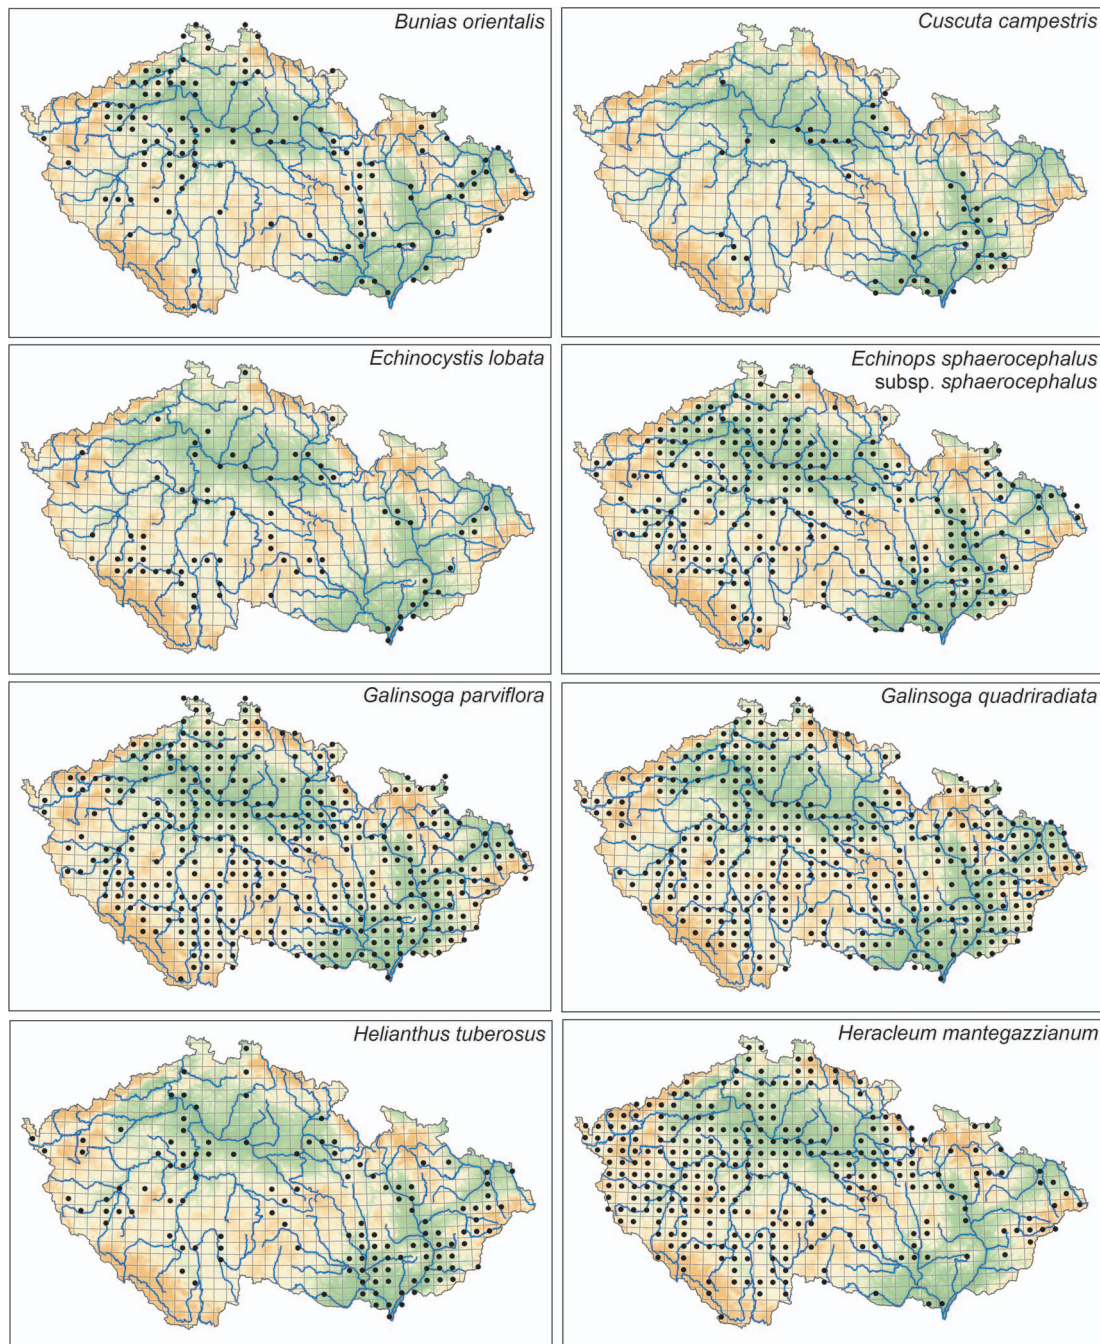 Bunias orientalis
Cuscuta campestris
Echinocystis lobata
Echinops sphaerocephalus
subsp. sphaerocephalus
Galinsoga parviflora
Galinsoga quadriradiata
Helianthus tuberosus
Heracleum mantegazzianum